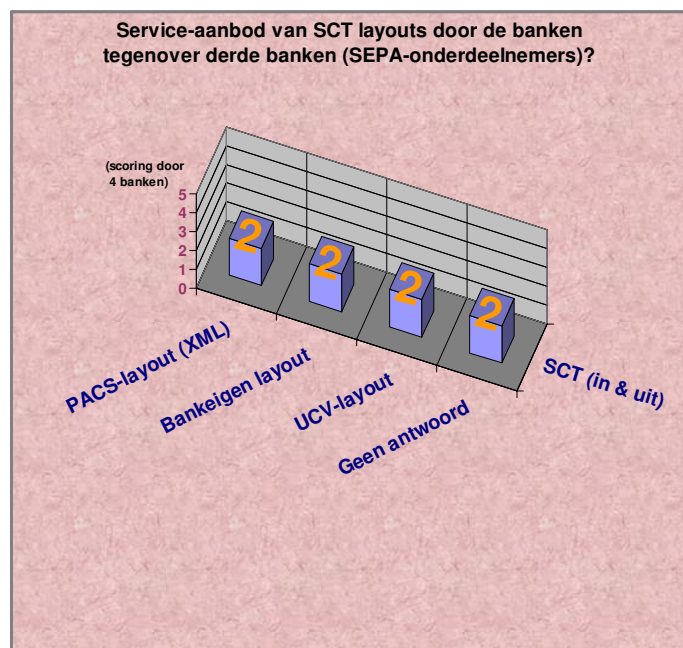 Service-aanbod van SCT layouts door de banken
tegenover derde banken (SEPA-onderdeelnemers)?
(scoring door
4 banken)
5
4
3
2
1
0
2
2
2
2
PACS-layout (XML)
Bankeigen layout
UCV-layout
Geen antwoord
SCT (in & uit)